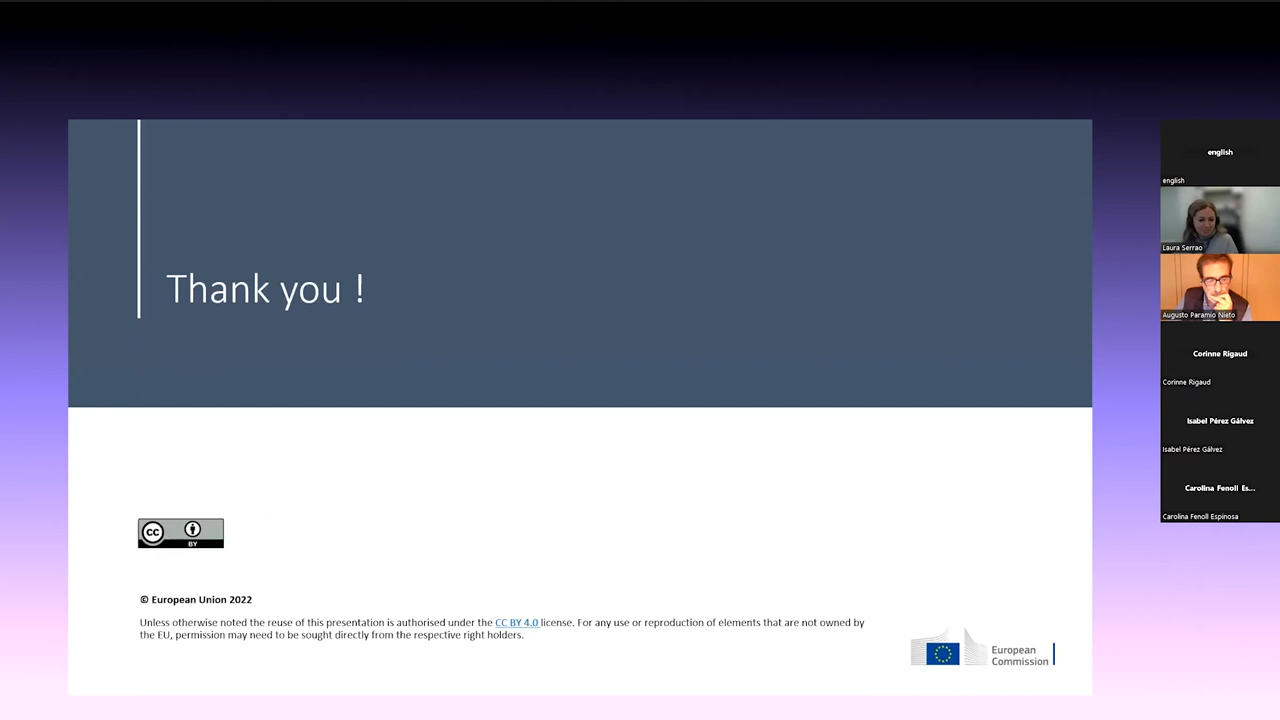 Thank you !
CC
BY
© European Union 2022
Unless otherwise noted the reuse of this presentation is authorised under the CC BY 4.0 license. For any use or reproduction of elements that are not owned by
the EU, permission may need to be sought directly from the respective right holders.
European
Commission
english
english
Laura Serrao
Augusto Paramio Nieto
Corinne Rigaud
Corinne Rigaud
Isabel Pérez Gálvez
Isabel Pérez Gálvez
Carolina Fenoll Es...
Carolina Fenoll Espinosa